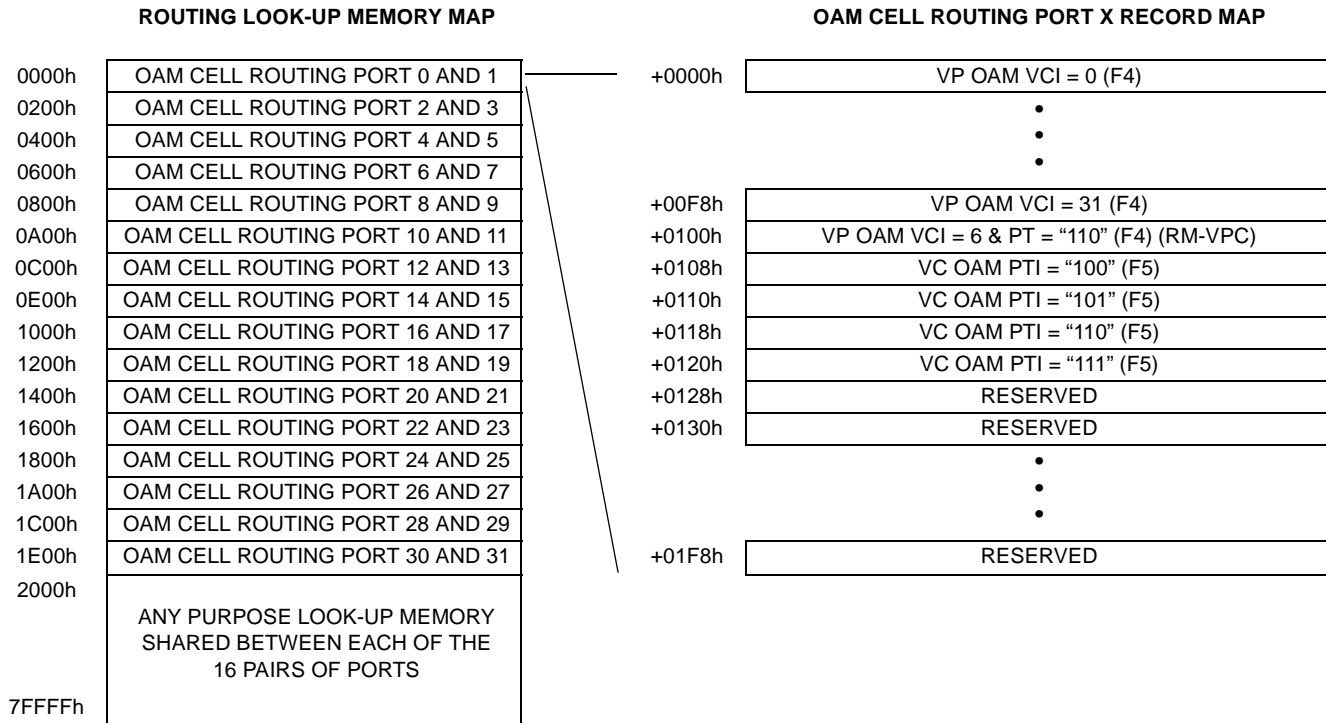 ROUTING LOOK-UP MEMORY MAP
0000h OAM CELL ROUTING PORT 0 AND 1
0200h OAM CELL ROUTING PORT 2 AND 3
0400h OAM CELL ROUTING PORT 4 AND 5
0600h OAM CELL ROUTING PORT 6 AND 7
0800h OAM CELL ROUTING PORT 8 AND 9
0A00h OAM CELL ROUTING PORT 10 AND 11
0C00h OAM CELL ROUTING PORT 12 AND 13
0E00h OAM CELL ROUTING PORT 14 AND 15
1000h OAM CELL ROUTING PORT 16 AND 17
1200h OAM CELL ROUTING PORT 18 AND 19
1400h OAM CELL ROUTING PORT 20 AND 21
1600h OAM CELL ROUTING PORT 22 AND 23
1800h OAM CELL ROUTING PORT 24 AND 25
1A00h OAM CELL ROUTING PORT 26 AND 27
1C00h OAM CELL ROUTING PORT 28 AND 29
1E00h OAM CELL ROUTING PORT 30 AND 31
2000h
ANY PURPOSE LOOK-UP MEMORY
SHARED BETWEEN EACH OF THE
16 PAIRS OF PORTS
7FFFFh
OAM CELL ROUTING PORT X RECORD MAP
+0000h VP OAM VCI = 0 (F4)
•
•
•
+00F8h VP OAM VCI = 31 (F4)
+0100h VP OAM VCI = 6 & PT = “110” (F4) (RM-VPC)
+0108h VC OAM PTI = “100” (F5)
+0110h VC OAM PTI = “101” (F5)
+0118h VC OAM PTI = “110” (F5)
+0120h VC OAM PTI = “111” (F5)
+0128h RESERVED
+0130h RESERVED
•
•
•
+01F8h RESERVED